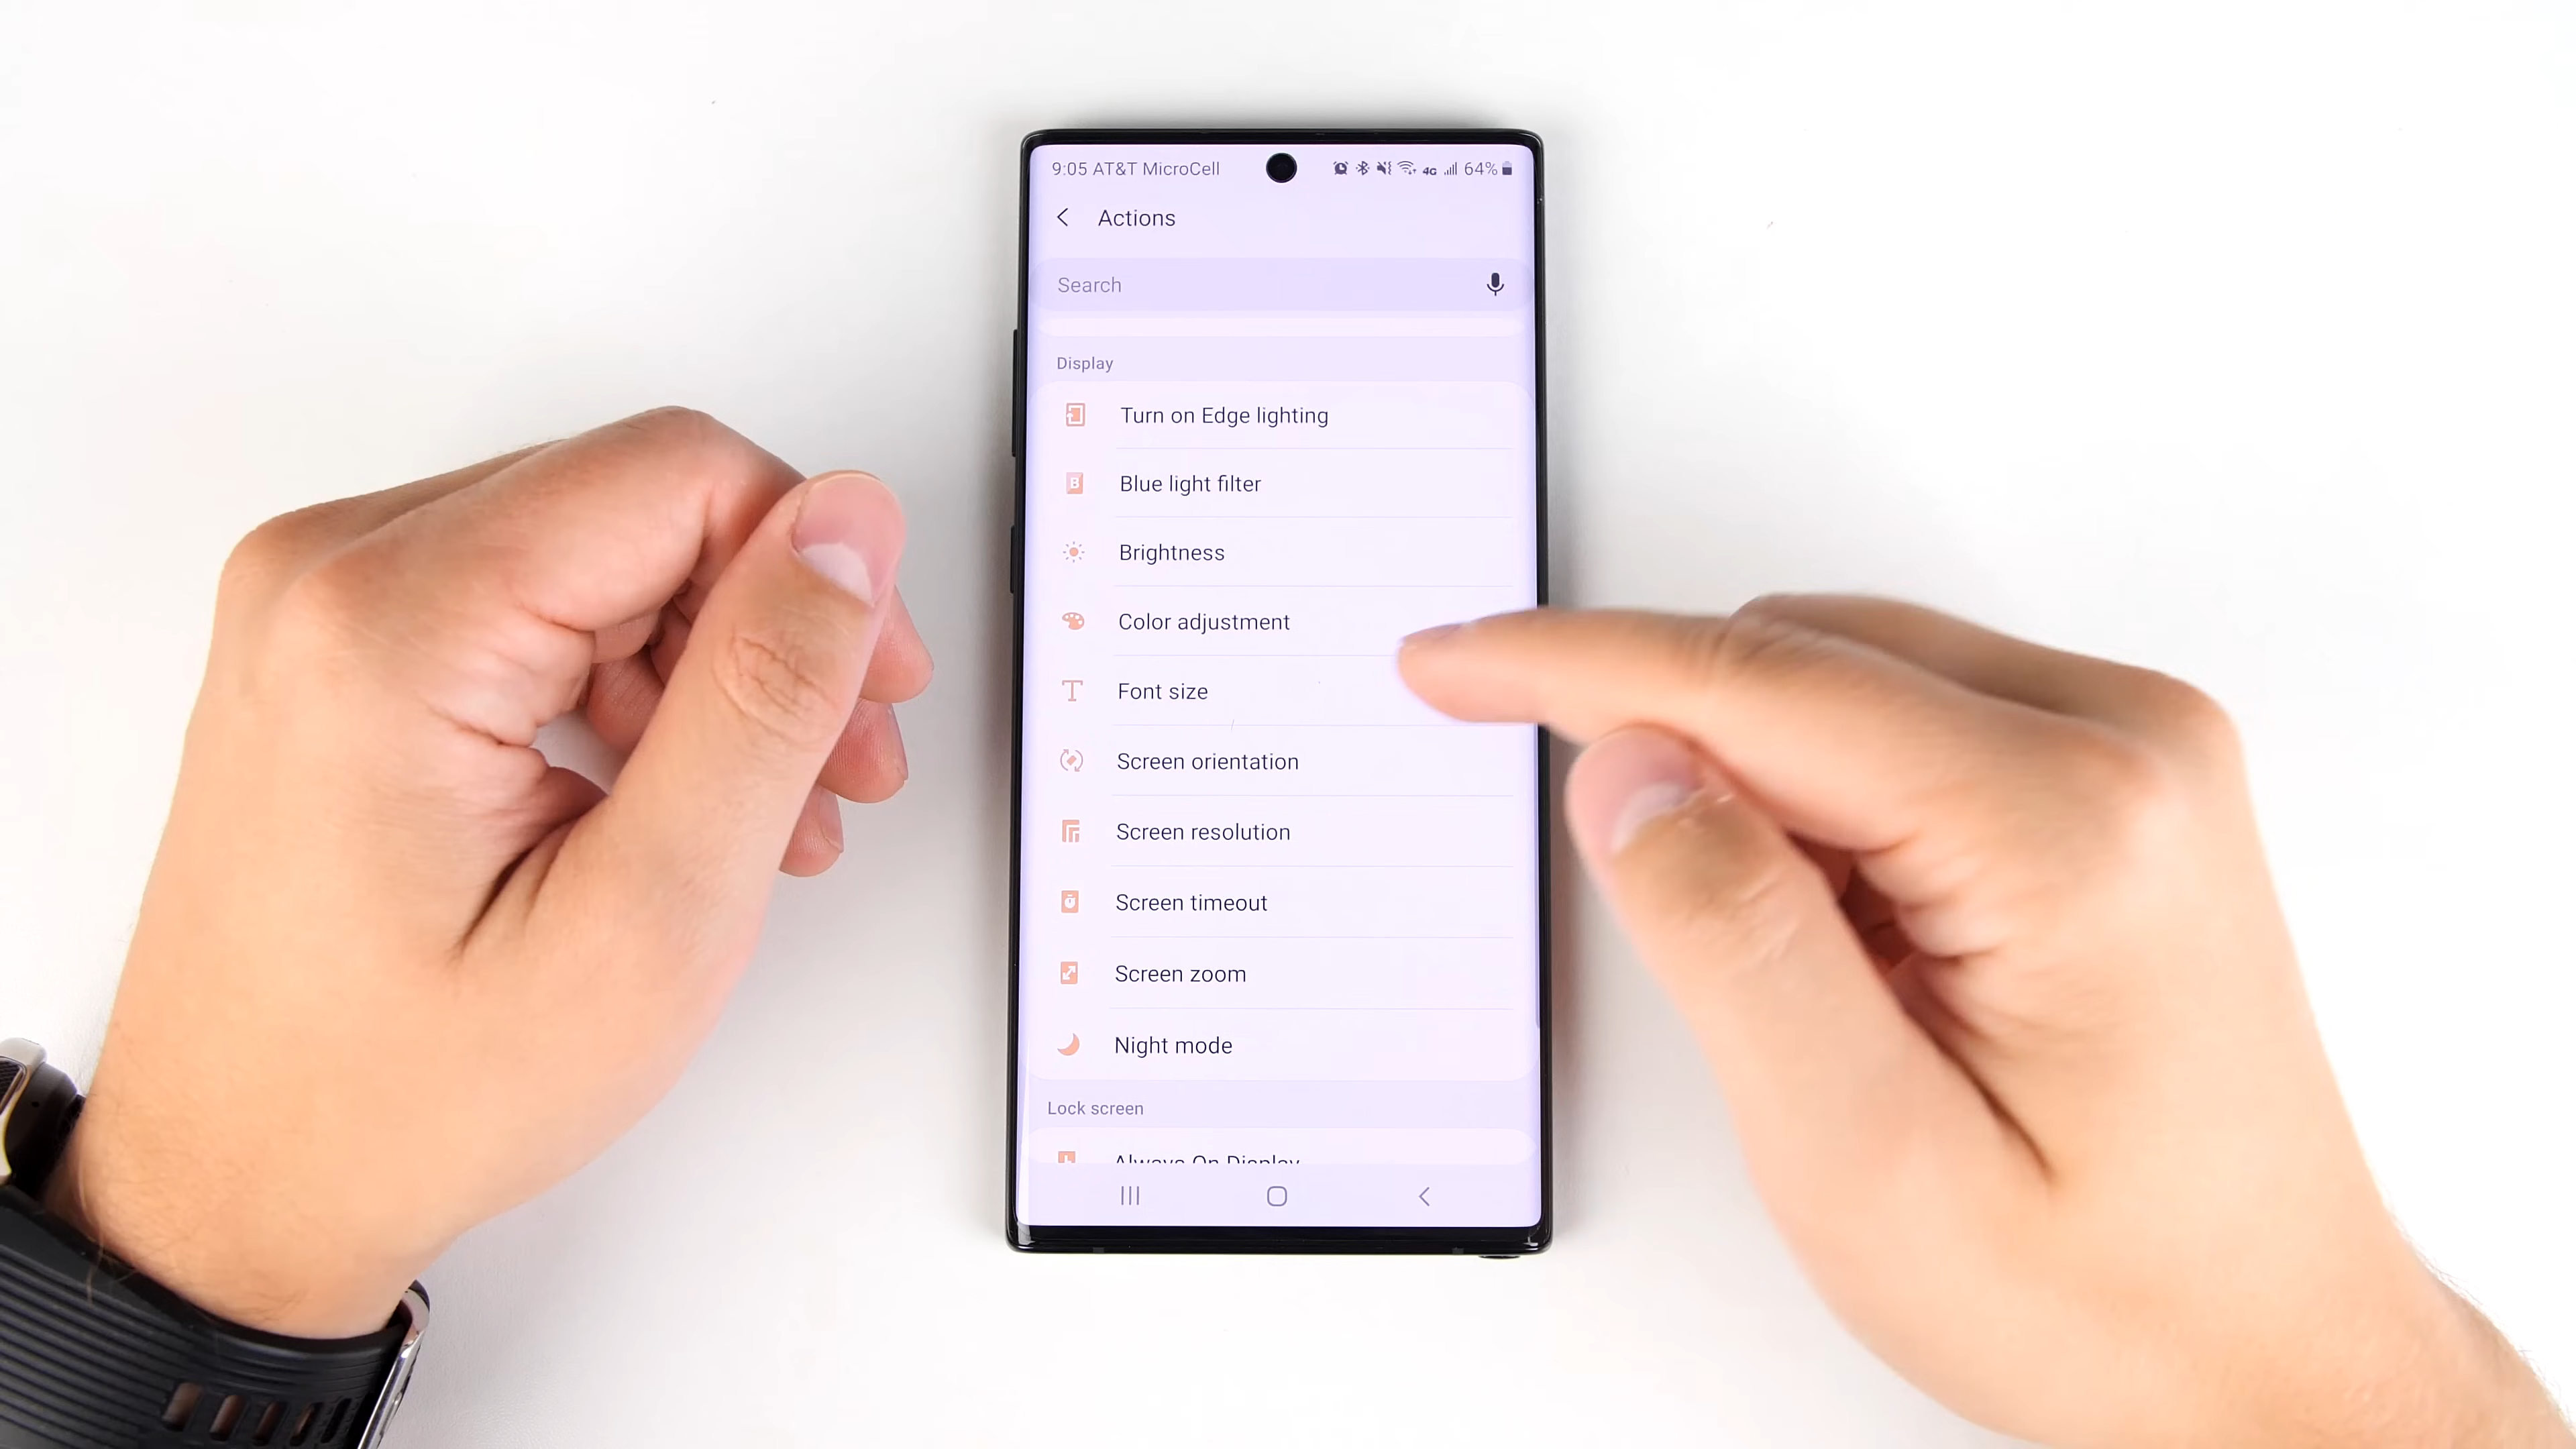 9:05 AT&T MicroCell 4G 64%
Actions
Search
Display
Turn on Edge lighting
B Blue light filter
Brightness
Color adjustment
Font size
Screen orientation
Screen resolution
Screen timeout
Screen zoom
Night mode
Lock screen
Always On Display